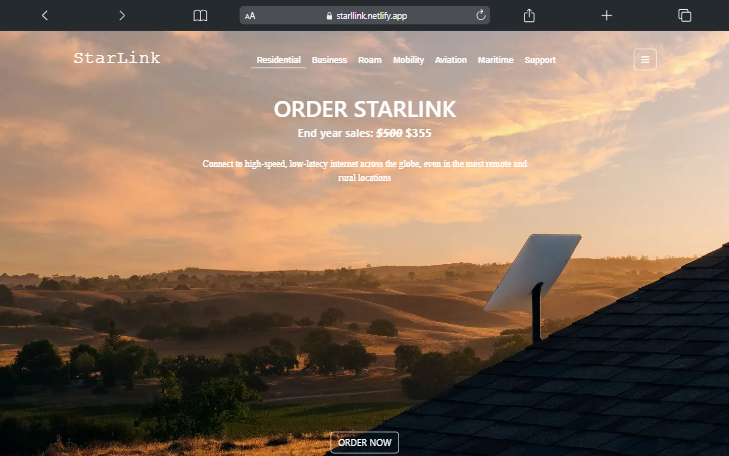 AA starllink.netlify.app
StarLink
Residential Business Roam Mobility Aviation Maritime Support
ORDER STARLINK
End year sales: $500 $355
Connect to high-speed, low-latecy internet across the globe, even in the most remote and
rural locations
ORDER NOW